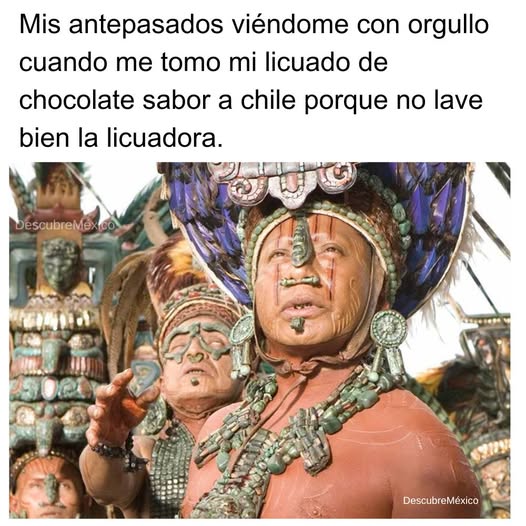 Mis antepasados viéndome con orgullo
cuando me tomo mi licuado de
chocolate sabor a chile porque no lave
bien la licuadora.
DescubreMéxico
DescubreMéxico